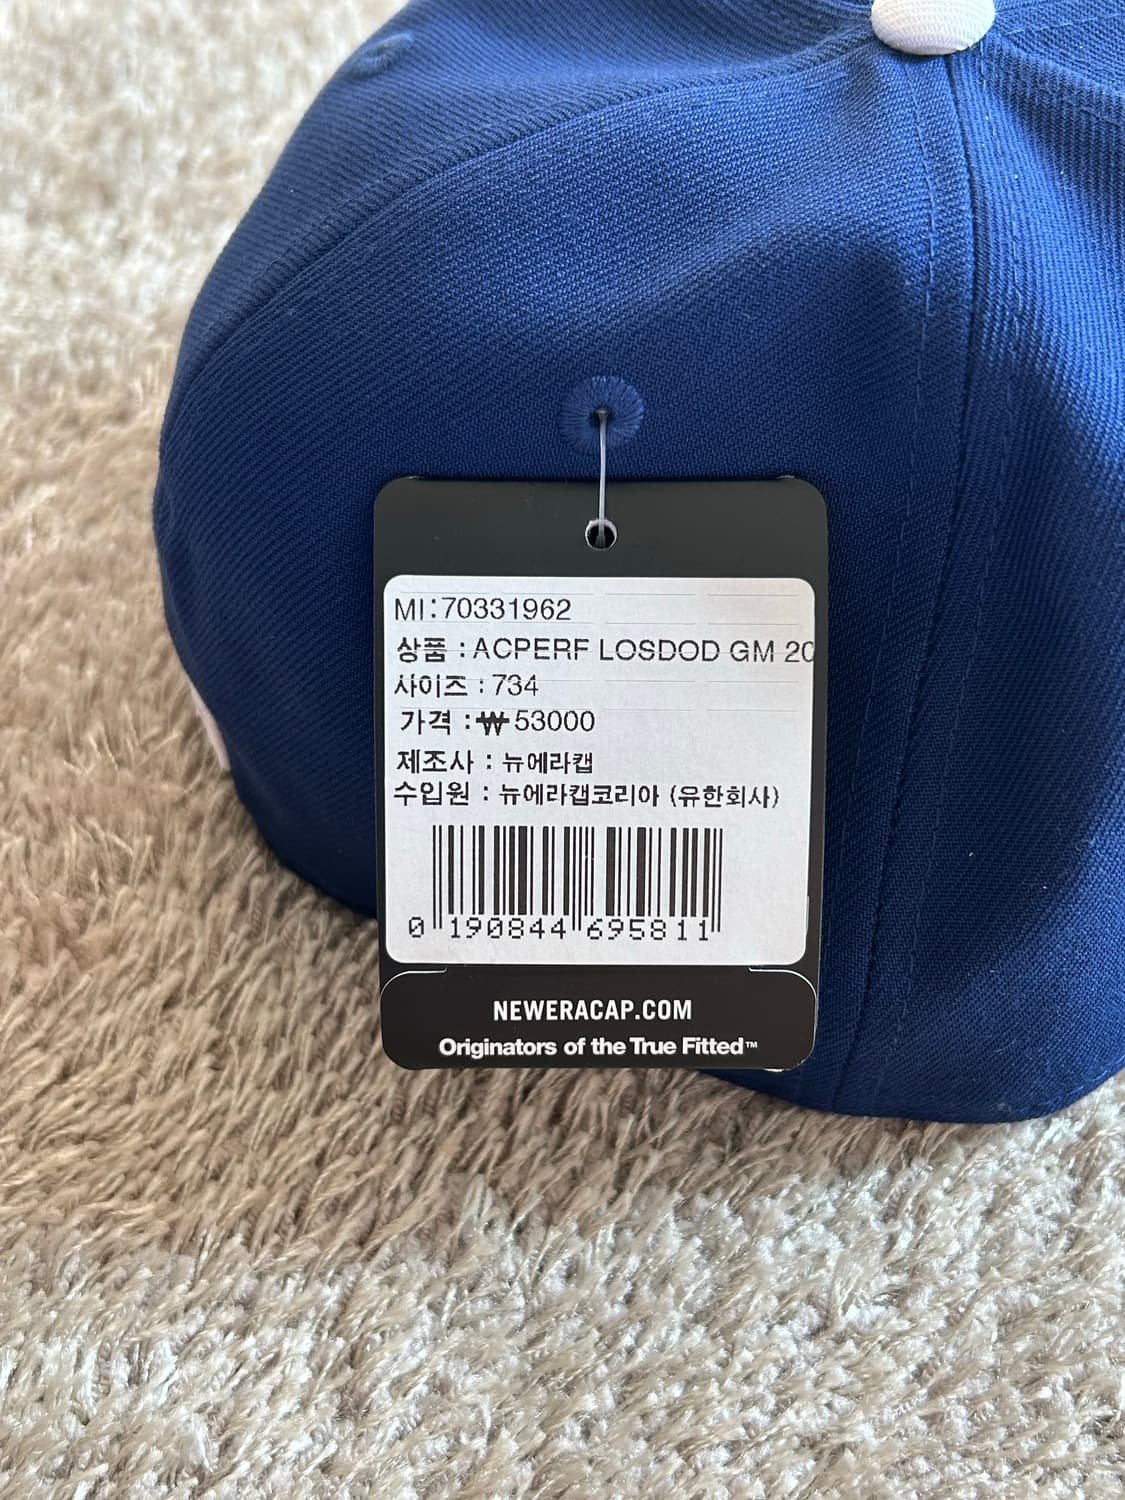 MI:70331962
상품 : ACPERF LOSDOD GM 20
사이즈 : 734
가격 : ₩53000
제조사 : 뉴에라캡
수입원 : 뉴에라캡코리아 (유한회사)
0 190844 695811
NEWERACAP.COM
Originators of the True Fitted™